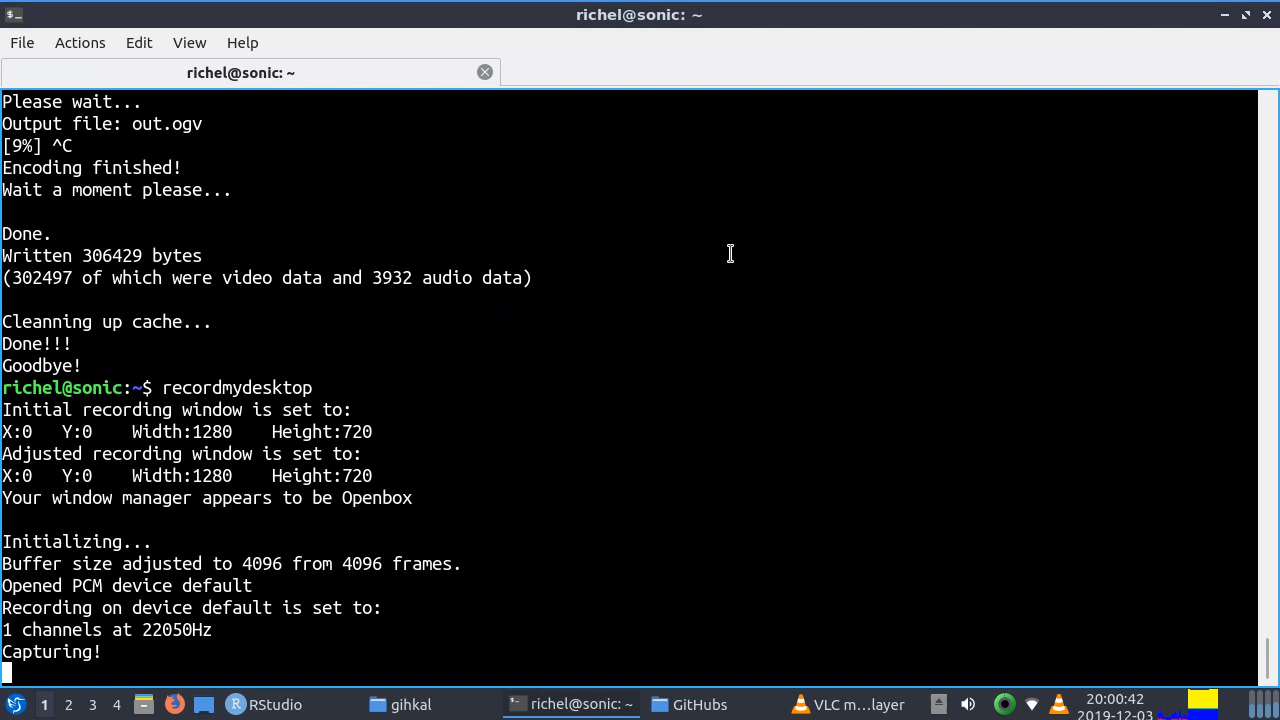 richel@sonic: ~
File Actions Edit View Help
richel@sonic: ~
Please wait...
Output file: out.ogv
[9%] ^C
Encoding finished!
Wait a moment please...
Done.
Written 306429 bytes
(302497 of which were video data and 3932 audio data)
Cleanning up cache...
Done!!!
Goodbye!
richel@sonic:~$ recordmydesktop
Initial recording window is set to:
X:0   Y:0    Width:1280    Height:720
Adjusted recording window is set to:
X:0   Y:0    Width:1280    Height:720
Your window manager appears to be Openbox
Initializing...
Buffer size adjusted to 4096 from 4096 frames.
Opened PCM device default
Recording on device default is set to:
1 channels at 22050Hz
Capturing!
1 2 3 4 RStudio gihkal richel@sonic: ~ GitHubs VLC m...layer 20:00:42
2019-12-03